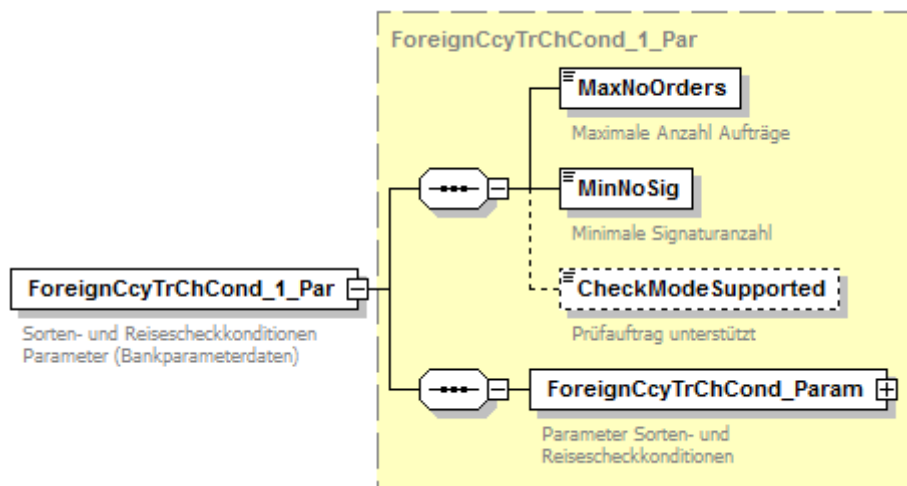 ForeignCcyTrChCond_1_Par
MaxNoOrders
Maximale Anzahl Aufträge
MinNoSig
Minimale Signaturanzahl
CheckModeSupported
Prüfauftrag unterstützt
ForeignCcyTrChCond_1_Par
Sorten- und Reisescheckkonditionen
Parameter (Bankparameterdaten)
ForeignCcyTrChCond_Param
Parameter Sorten- und
Reisescheckkonditionen